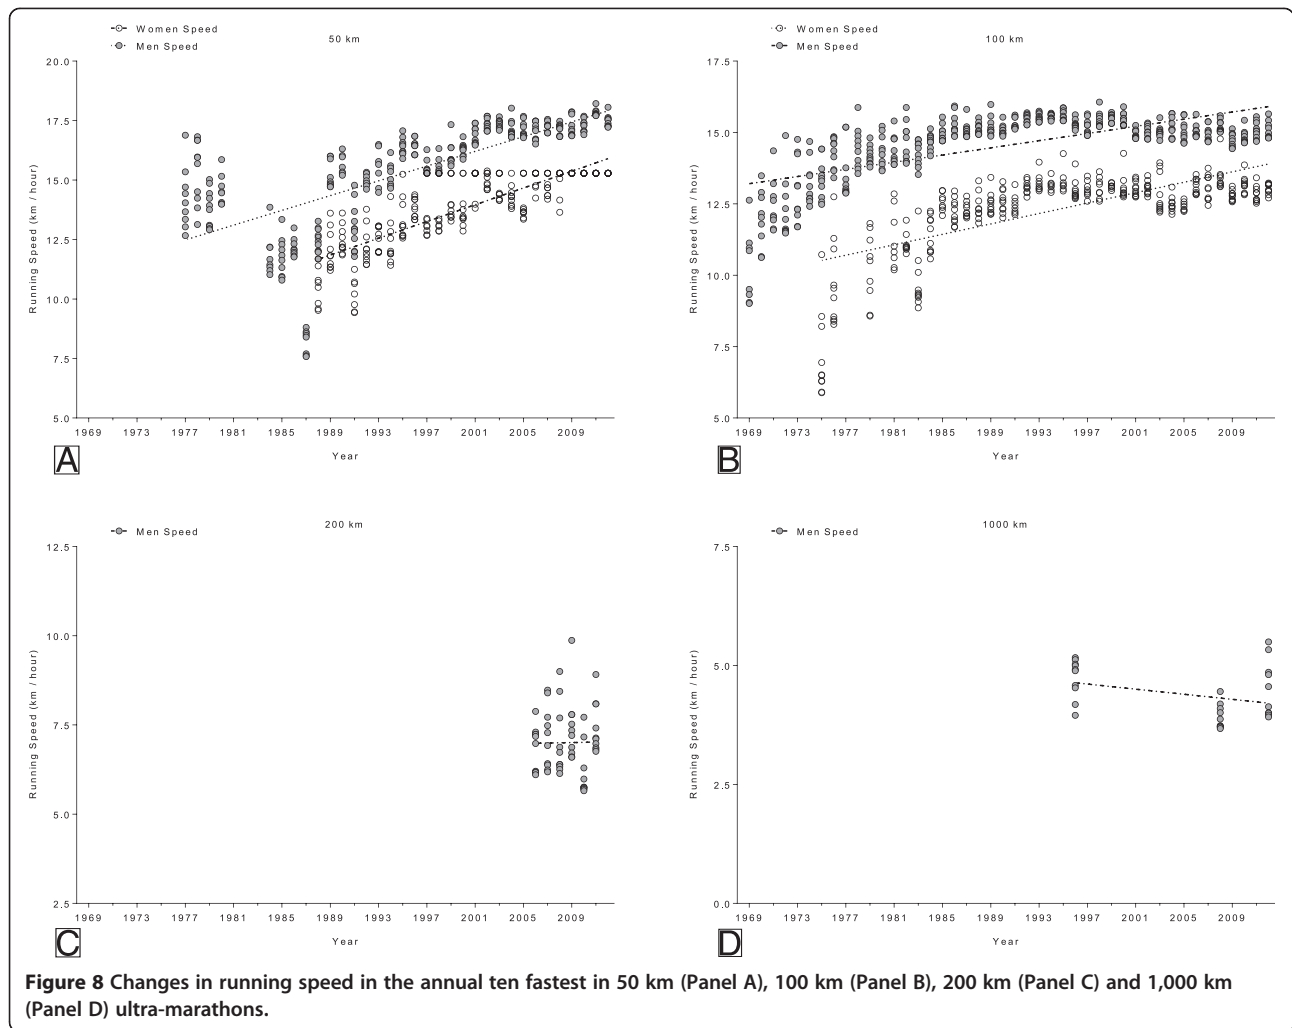 Women Speed
Men Speed
50 km
20.0
17.5
15.0
12.5
10.0
7.5
5.0
Running Speed (km / hour)
1969 1973 1977 1981 1985 1989 1993 1997 2001 2005 2009
Year
A
Women Speed
Men Speed
100 km
17.5
15.0
12.5
10.0
7.5
5.0
Running Speed (km / hour)
1969 1973 1977 1981 1985 1989 1993 1997 2001 2005 2009
Year
B
Men Speed
200 km
12.5
10.0
7.5
5.0
2.5
Running Speed (km / hour)
1969 1973 1977 1981 1985 1989 1993 1997 2001 2005 2009
Year
C
Men Speed
1000 km
7.5
5.0
2.5
0.0
Running Speed (km / hour)
1969 1973 1977 1981 1985 1989 1993 1997 2001 2005 2009
Year
D
Figure 8 Changes in running speed in the annual ten fastest in 50 km (Panel A), 100 km (Panel B), 200 km (Panel C) and 1,000 km
(Panel D) ultra-marathons.